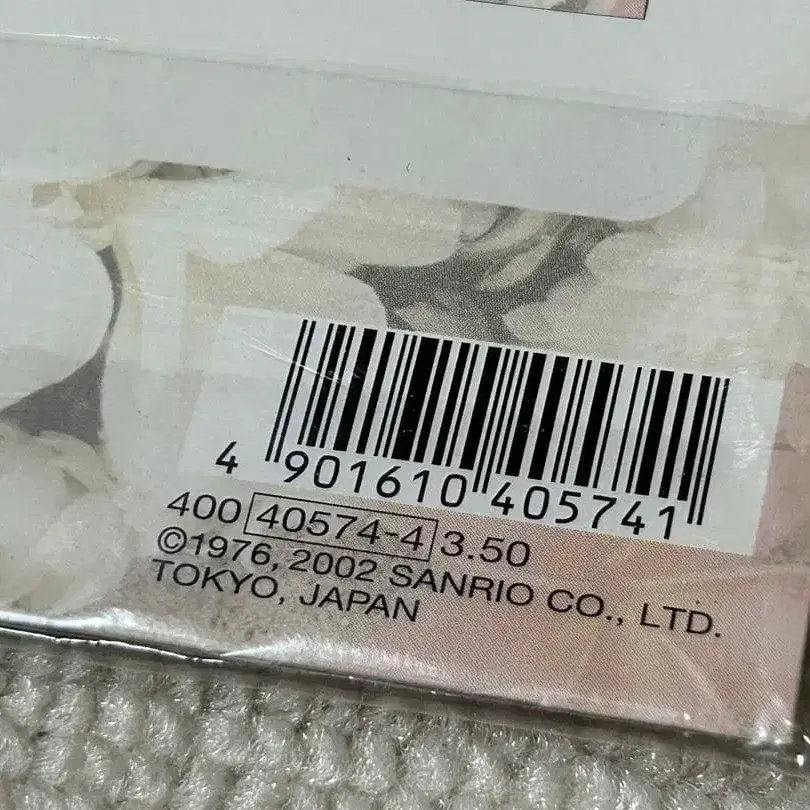 4 901610 405741
400 40574-4 3.50
©1976, 2002 SANRIO CO., LTD.
TOKYO, JAPAN